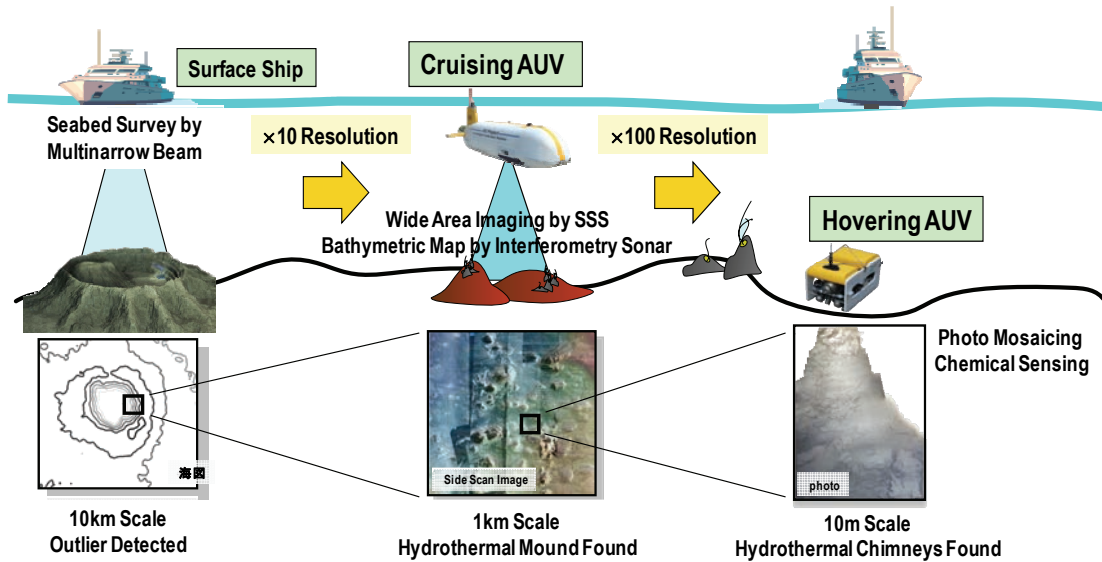 Surface Ship
Cruising AUV
Seabed Survey by
Multinarrow Beam
×10 Resolution
×100 Resolution
Wide Area Imaging by SSS
Bathymetric Map by Interferometry Sonar
Hovering AUV
Photo Mosaicing
Chemical Sensing
海図
Side Scan Image
photo
10km Scale
Outlier Detected
1km Scale
Hydrothermal Mound Found
10m Scale
Hydrothermal Chimneys Found